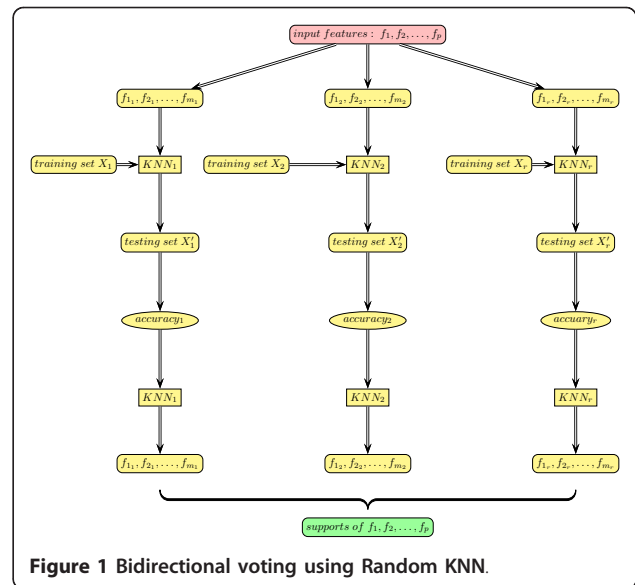 input features : f₁, f₂, . . . , fₚ
f₁₁, f₂₁, . . . , fₘ₁ f₁₂, f₂₂, . . . , fₘ₂ f₁ᵣ, f₂ᵣ, . . . , fₘᵣ
training set X₁ KNN₁ training set X₂ KNN₂ training set Xᵣ KNNᵣ
testing set X′₁ testing set X′₂ testing set X′ᵣ
accuracy₁ accuracy₂ accuaryᵣ
KNN₁ KNN₂ KNNᵣ
f₁₁, f₂₁, . . . , fₘ₁ f₁₂, f₂₂, . . . , fₘ₂ f₁ᵣ, f₂ᵣ, . . . , fₘᵣ
supports of f₁, f₂, . . . , fₚ
Figure 1 Bidirectional voting using Random KNN.